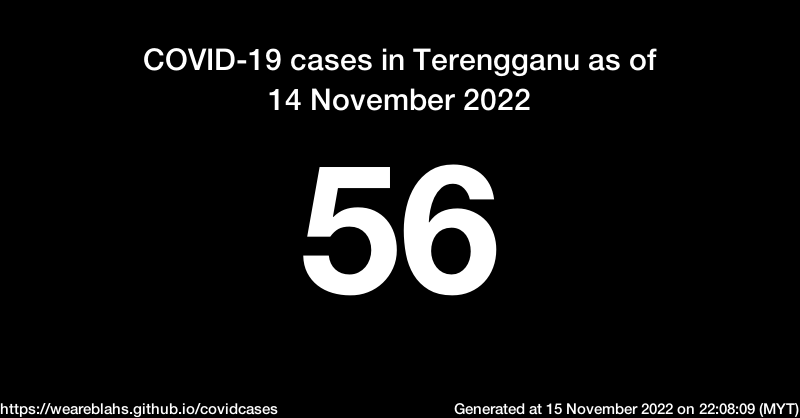 COVID-19 cases in Terengganu as of
14 November 2022
56
https://weareblahs.github.io/covidcases
Generated at 15 November 2022 on 22:08:09 (MYT)